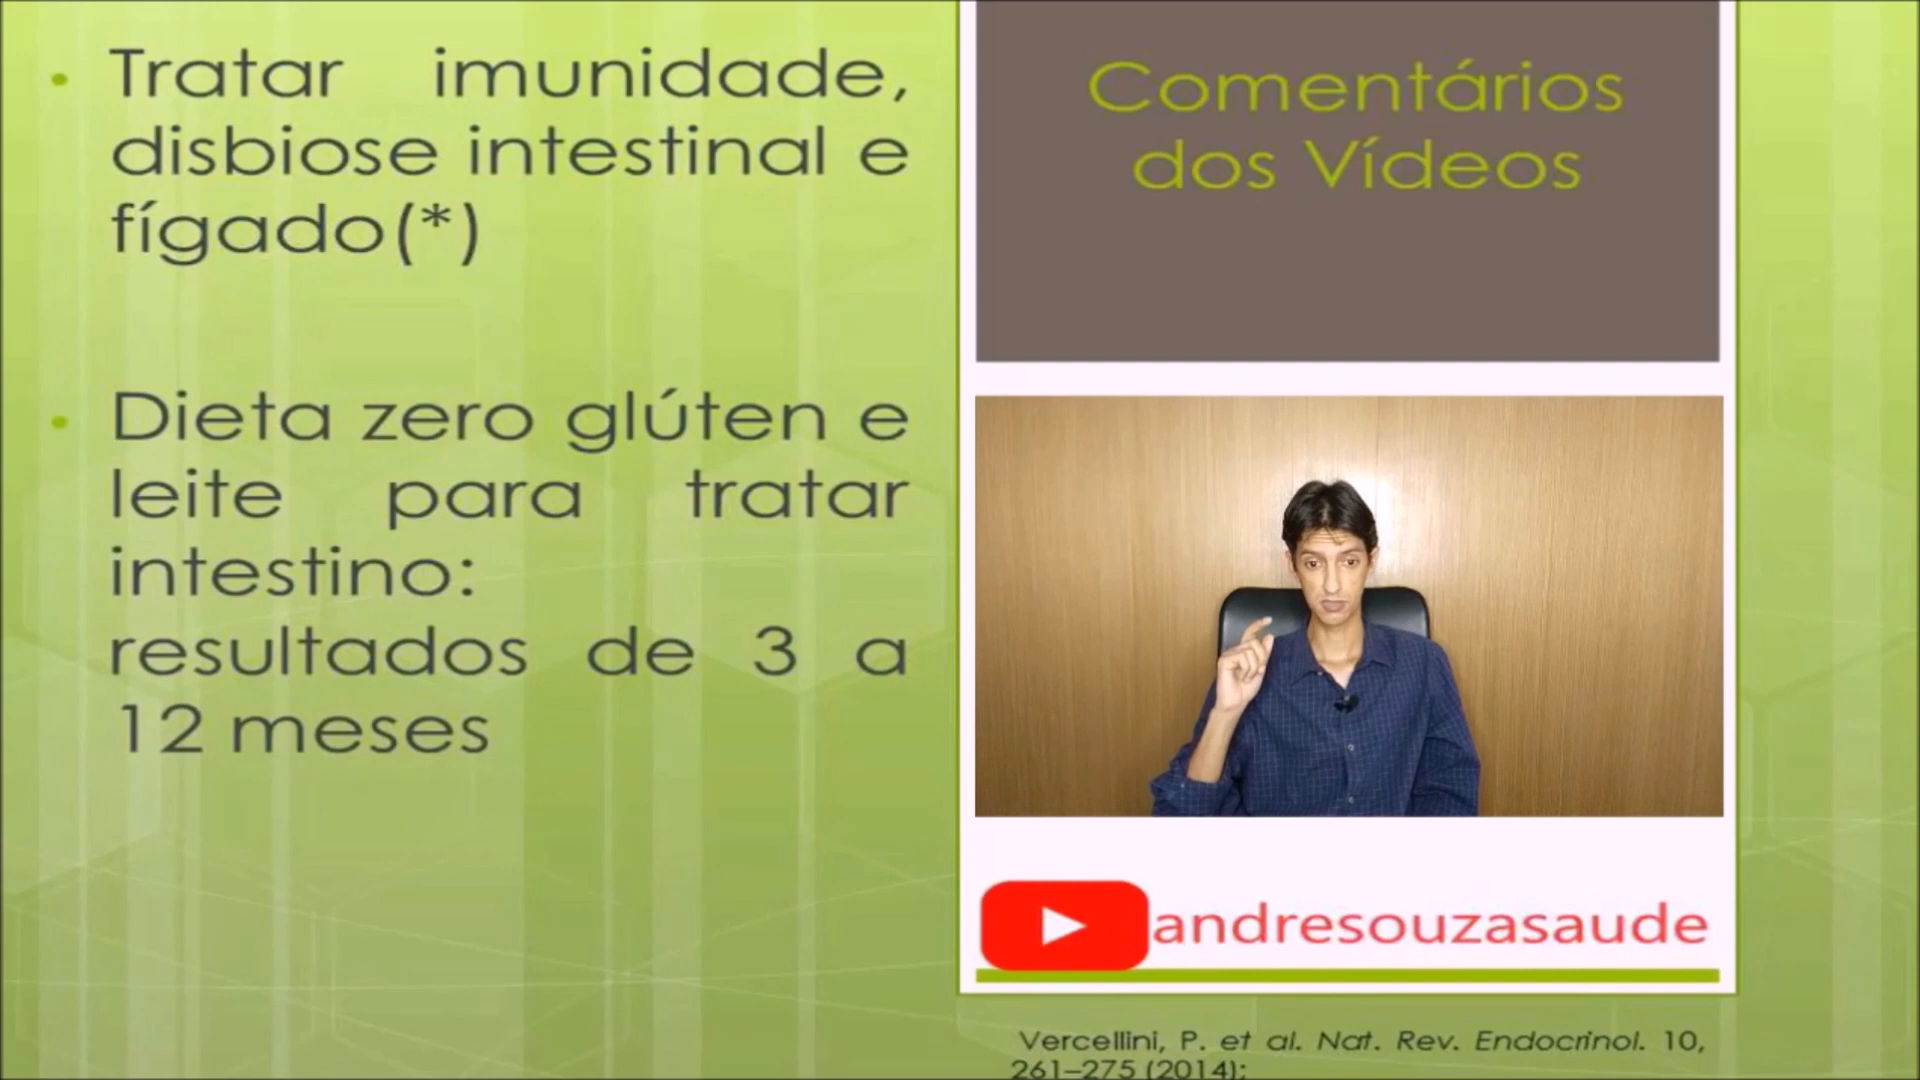 • Tratar imunidade,
disbiose intestinal e
fígado(*)
• Dieta zero glúten e
leite para tratar
intestino:
resultados de 3 a
12 meses
Comentários
dos Vídeos
andresouzasaude
Vercellini, P. et al. Nat. Rev. Endocrinol. 10,
261–275 (2014);